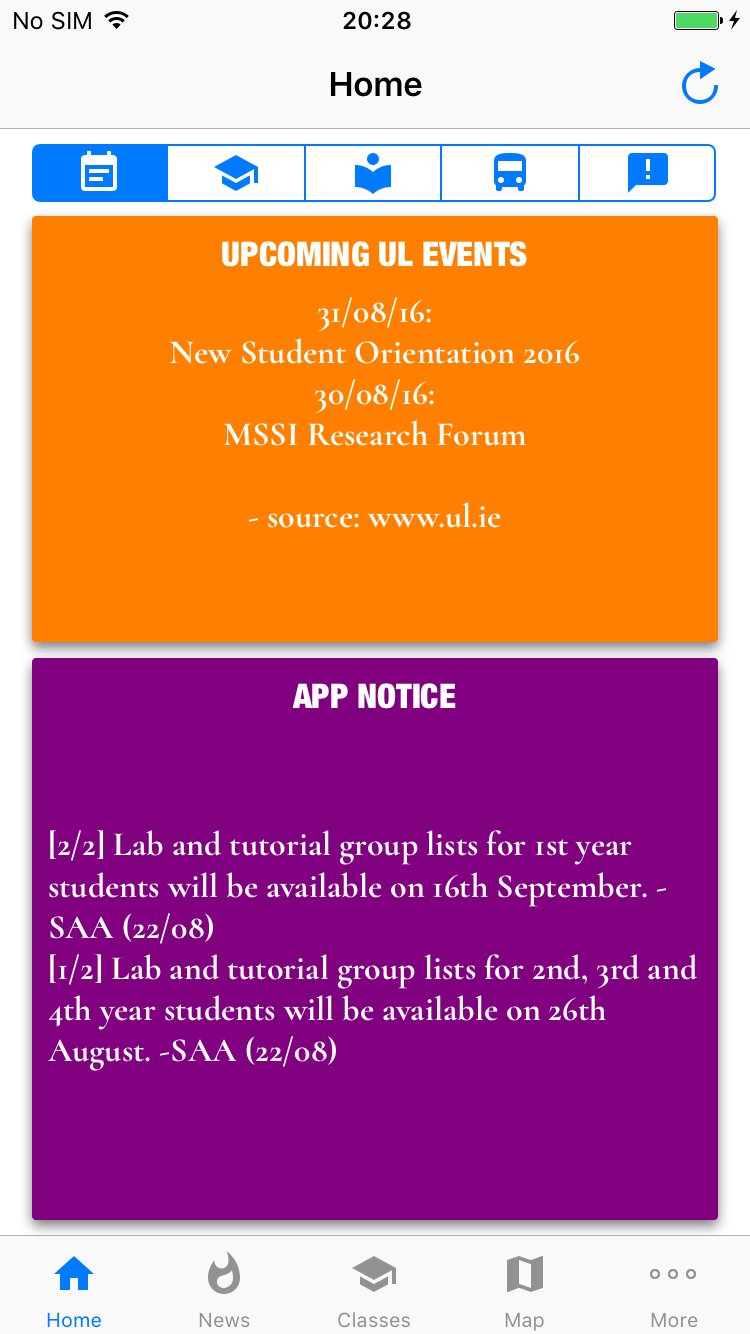 No SIM 20:28
Home
UPCOMING UL EVENTS
31/08/16:
New Student Orientation 2016
30/08/16:
MSSI Research Forum
- source: www.ul.ie
APP NOTICE
[2/2] Lab and tutorial group lists for 1st year
students will be available on 16th September. -
SAA (22/08)
[1/2] Lab and tutorial group lists for 2nd, 3rd and
4th year students will be available on 26th
August. -SAA (22/08)
Home News Classes Map More